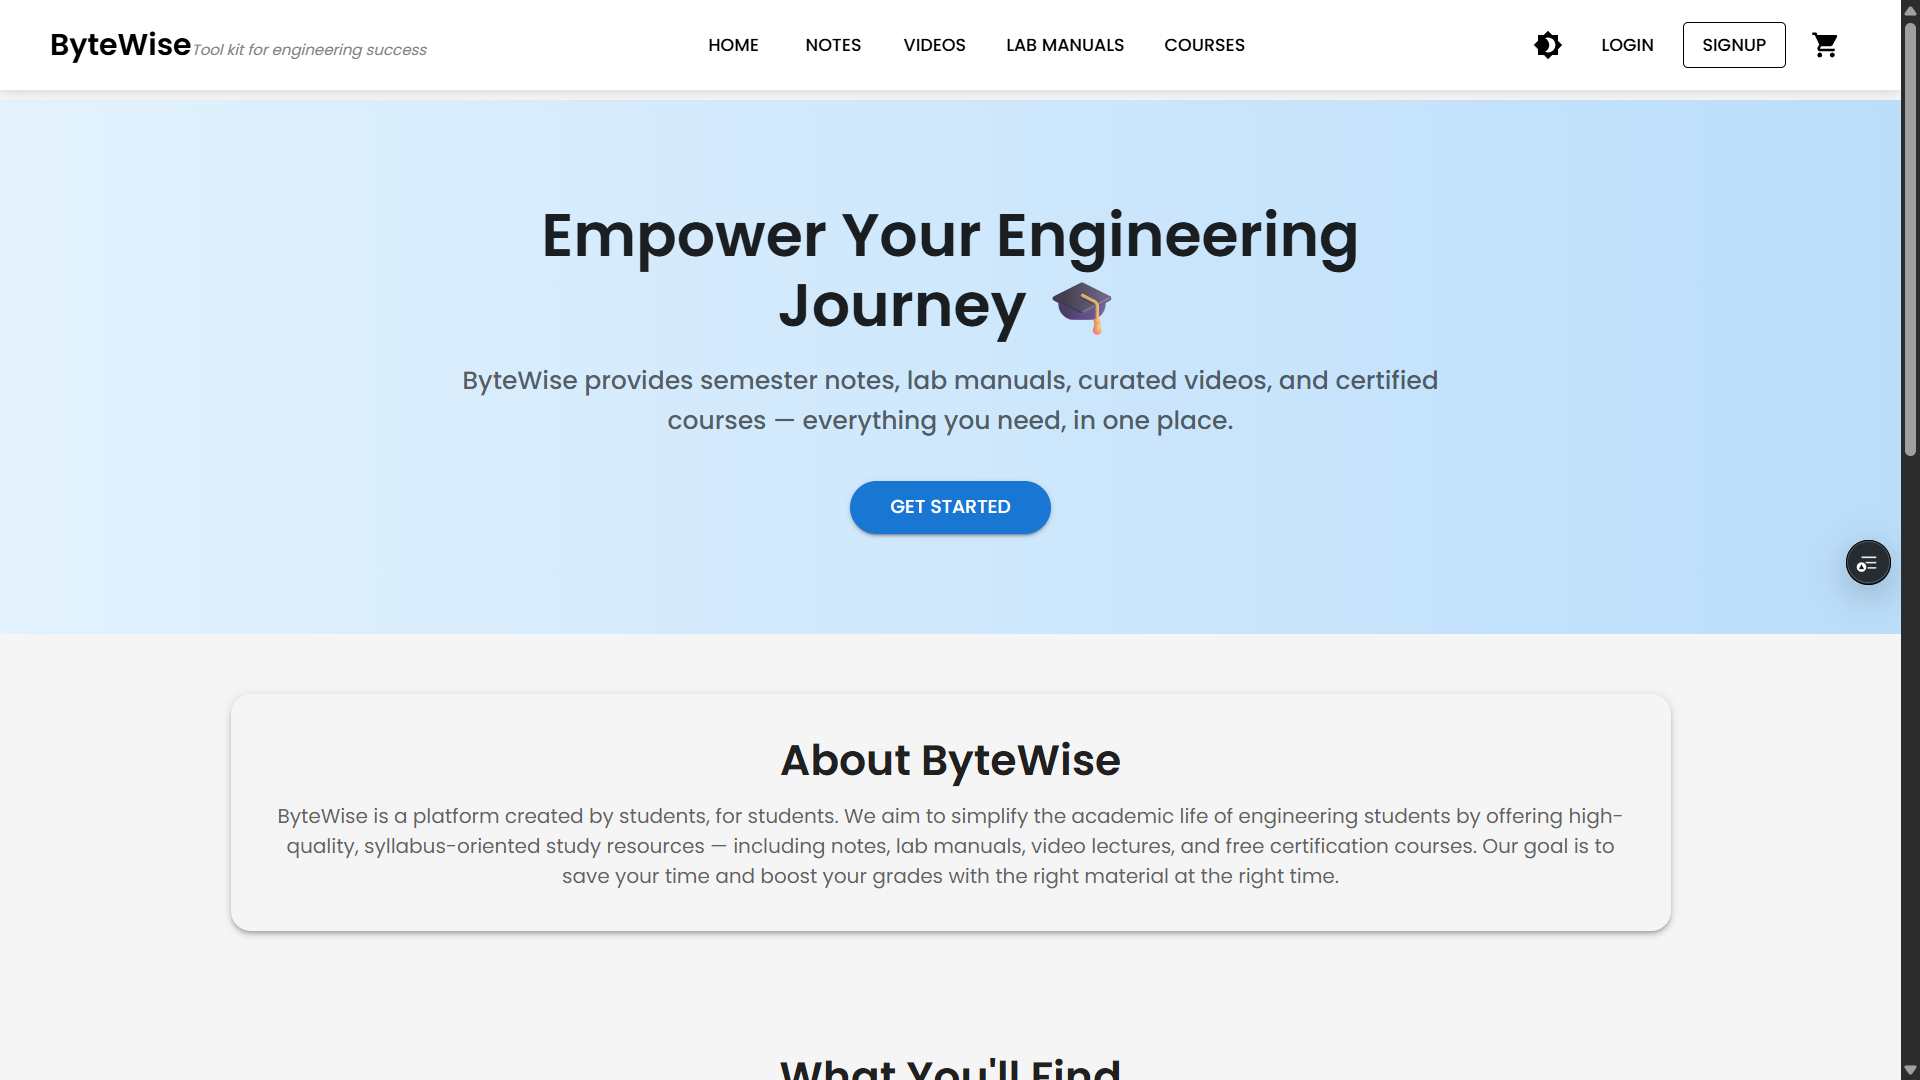 ByteWise Tool kit for engineering success
HOME
NOTES
VIDEOS
LAB MANUALS
COURSES
LOGIN
SIGNUP
Empower Your Engineering
Journey 🎓
ByteWise provides semester notes, lab manuals, curated videos, and certified
courses — everything you need, in one place.
GET STARTED
About ByteWise
ByteWise is a platform created by students, for students. We aim to simplify the academic life of engineering students by offering high-
quality, syllabus-oriented study resources — including notes, lab manuals, video lectures, and free certification courses. Our goal is to
save your time and boost your grades with the right material at the right time.
What You'll Find